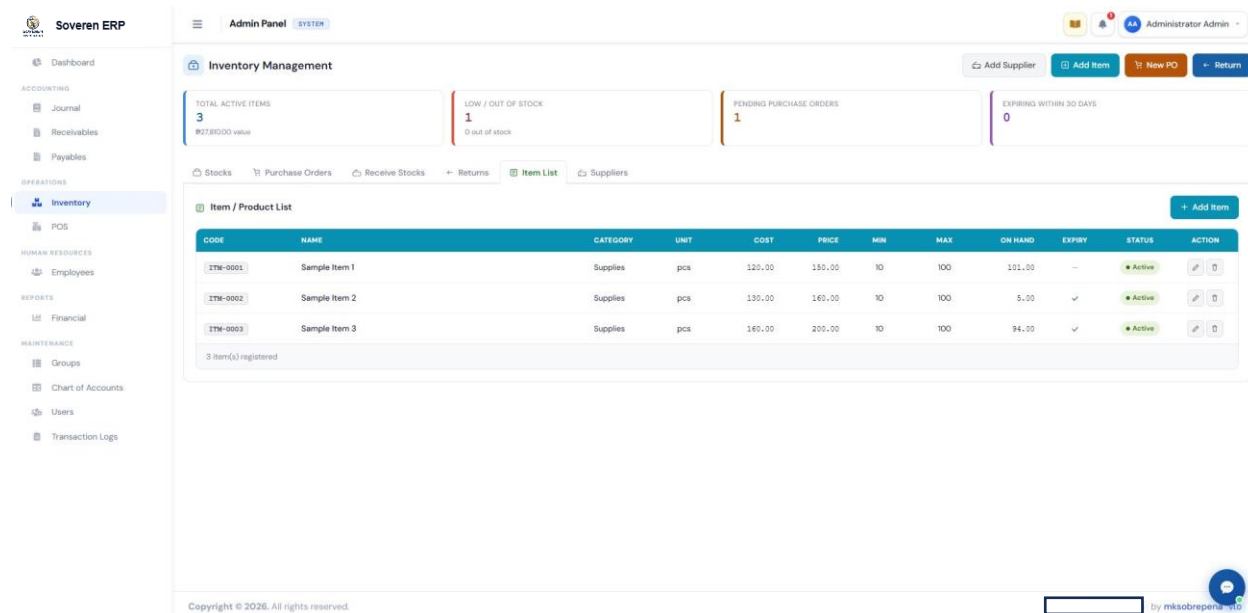 Soveren ERP
Admin Panel SYSTEM
1
AA Administrator Admin
Dashboard
ACCOUNTING
Journal
Receivables
Payables
OPERATIONS
Inventory
POS
HUMAN RESOURCES
Employees
REPORTS
Financial
MAINTENANCE
Groups
Chart of Accounts
Users
Transaction Logs
Inventory Management
Add Supplier
Add Item
New PO
← Return
TOTAL ACTIVE ITEMS
3
₱27,810.00 value
LOW / OUT OF STOCK
1
0 out of stock
PENDING PURCHASE ORDERS
1
EXPIRING WITHIN 30 DAYS
0
Stocks Purchase Orders Receive Stocks ← Returns Item List Suppliers
Item / Product List
+ Add Item
CODE NAME CATEGORY UNIT COST PRICE MIN MAX ON HAND EXPIRY STATUS ACTION
ITM-0001 Sample Item 1 Supplies pcs 120.00 150.00 10 100 101.00 — Active
ITM-0002 Sample Item 2 Supplies pcs 130.00 160.00 10 100 5.00 ✓ Active
ITM-0003 Sample Item 3 Supplies pcs 160.00 200.00 10 100 94.00 ✓ Active
3 item(s) registered
Copyright © 2026. All rights reserved.
by mksobrepena